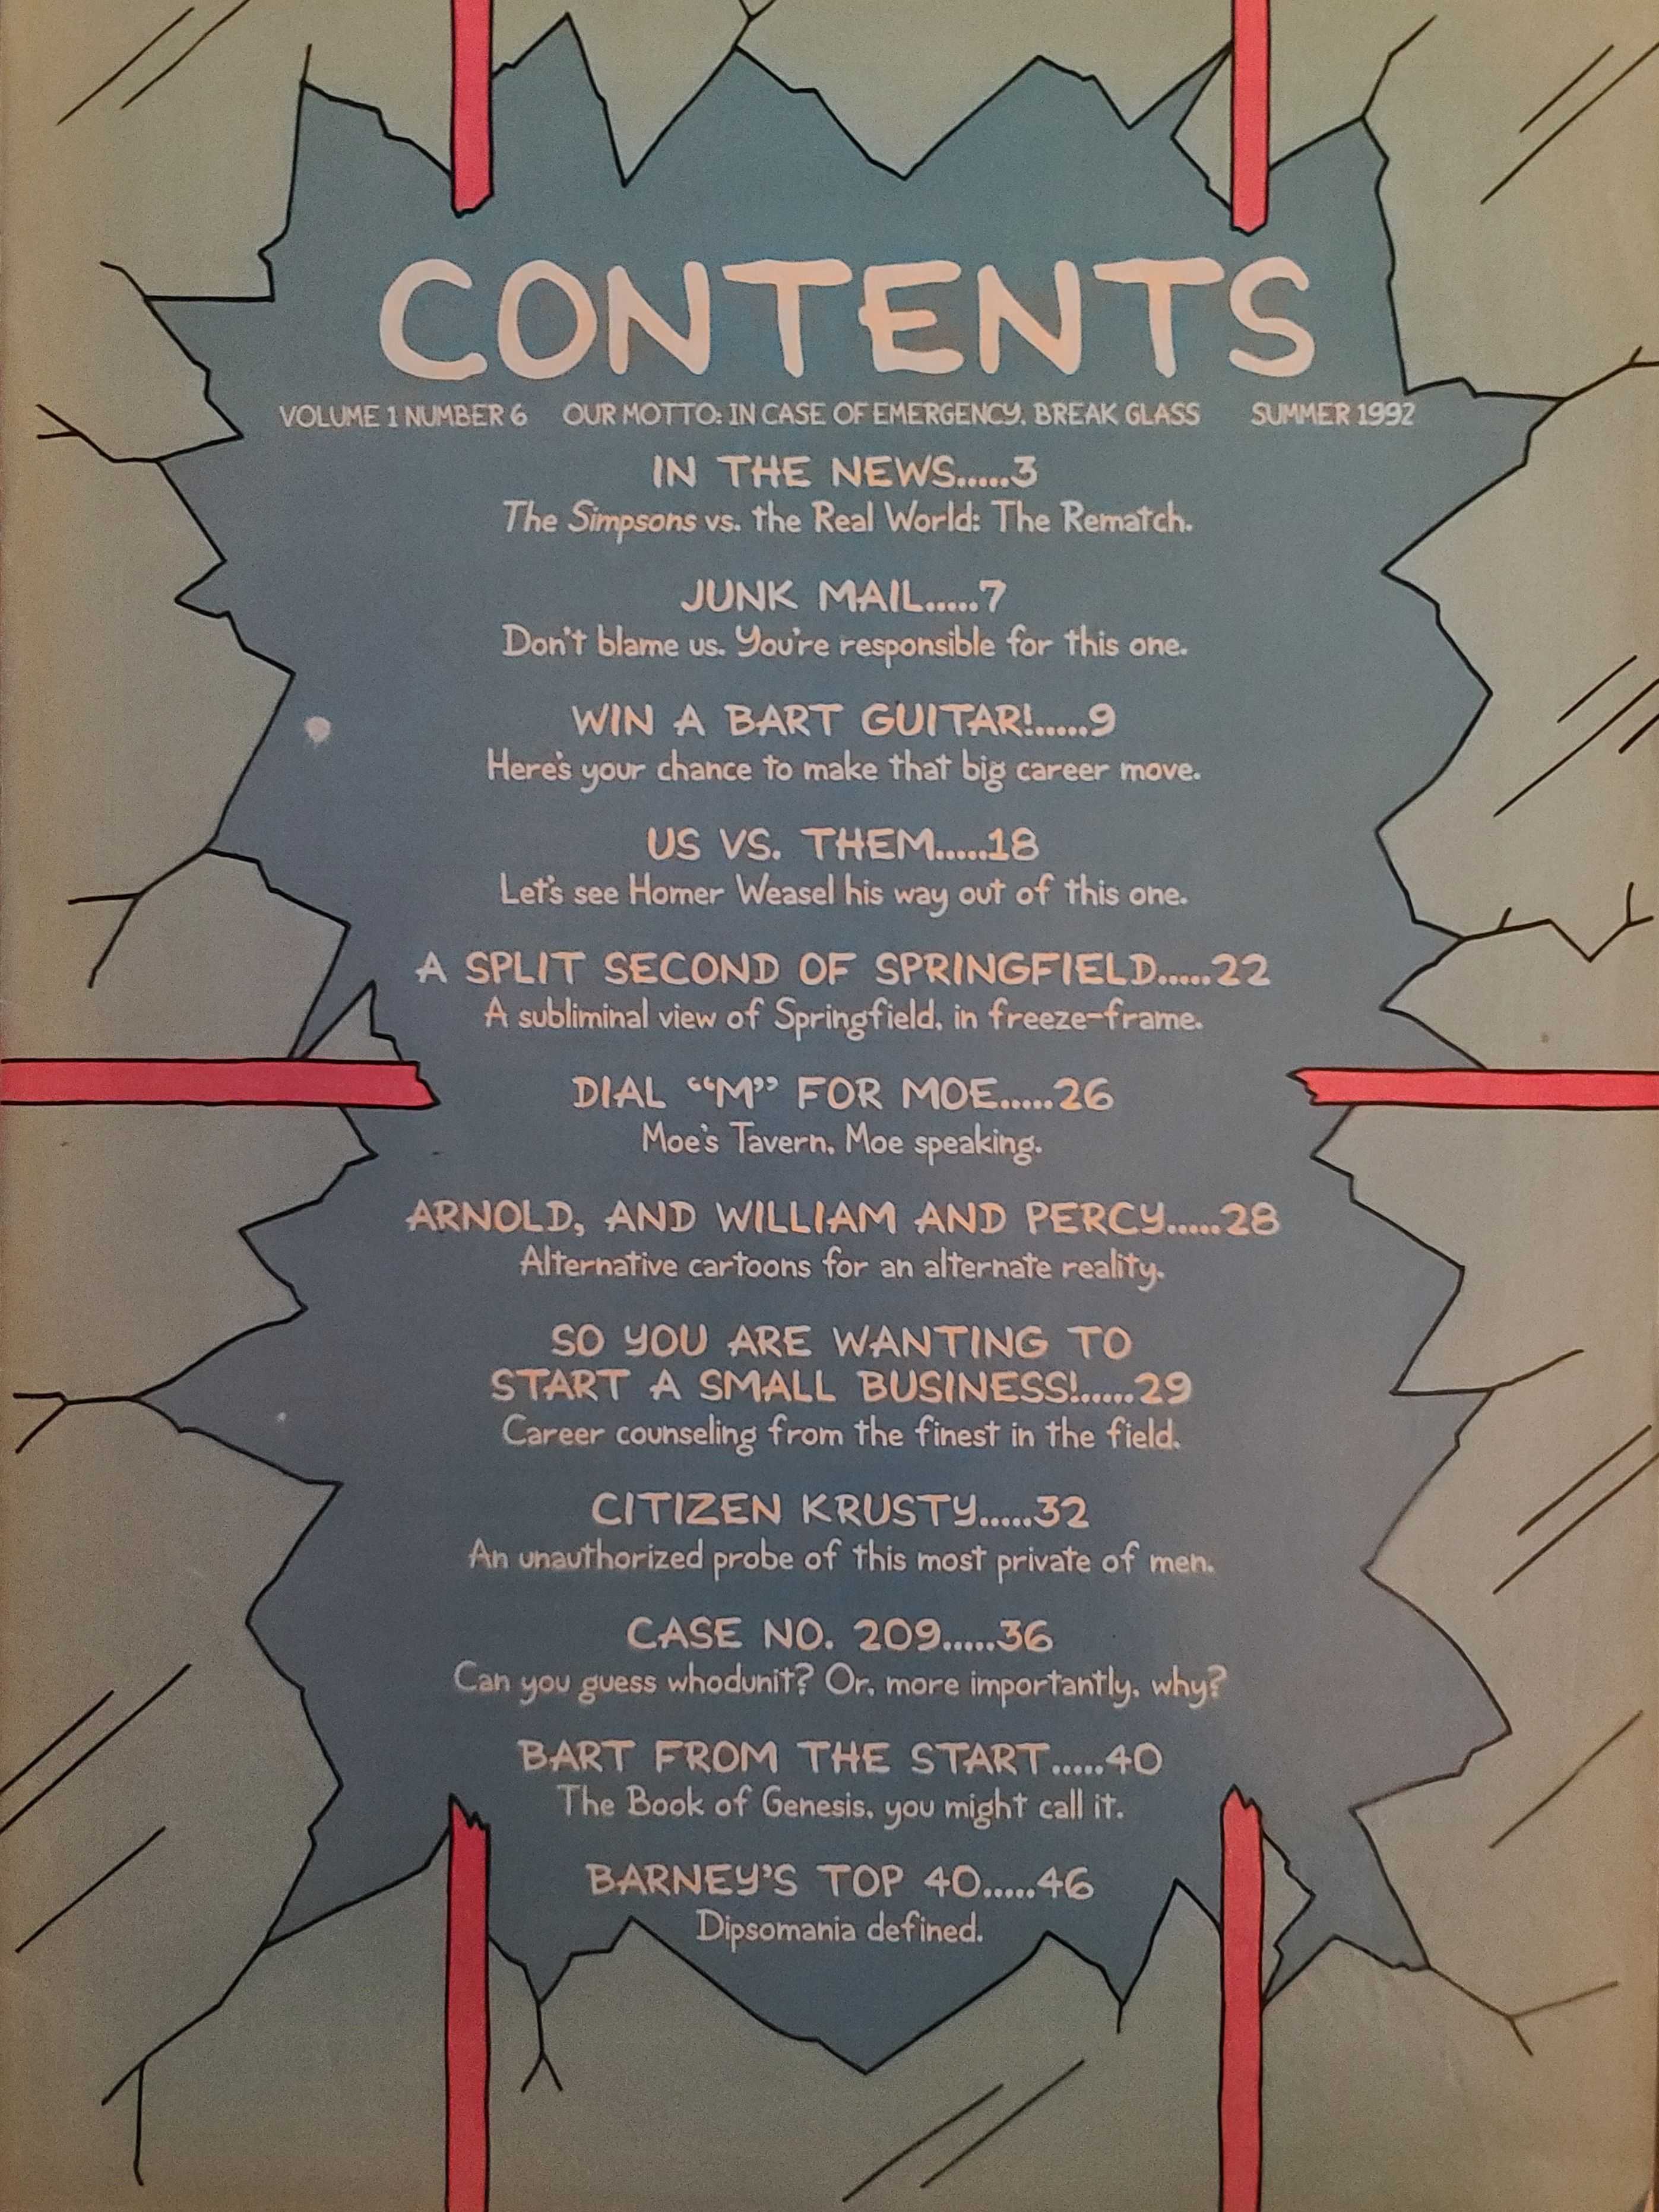 CONTENTS
VOLUME 1 NUMBER 6 OUR MOTTO: IN CASE OF EMERGENCY, BREAK GLASS SUMMER 1992
IN THE NEWS.....3
The Simpsons vs. the Real World: The Rematch.
JUNK MAIL.....7
Don't blame us. You're responsible for this one.
WIN A BART GUITAR!.....9
Here's your chance to make that big career move.
US VS. THEM.....18
Let's see Homer Weasel his way out of this one.
A SPLIT SECOND OF SPRINGFIELD.....22
A subliminal view of Springfield, in freeze-frame.
DIAL “M” FOR MOE.....26
Moe's Tavern, Moe speaking.
ARNOLD, AND WILLIAM AND PERCY.....28
Alternative cartoons for an alternate reality.
SO YOU ARE WANTING TO
START A SMALL BUSINESS!.....29
Career counseling from the finest in the field.
CITIZEN KRUSTY.....32
An unauthorized probe of this most private of men.
CASE NO. 209.....36
Can you guess whodunit? Or, more importantly, why?
BART FROM THE START.....40
The Book of Genesis, you might call it.
BARNEY'S TOP 40.....46
Dipsomania defined.